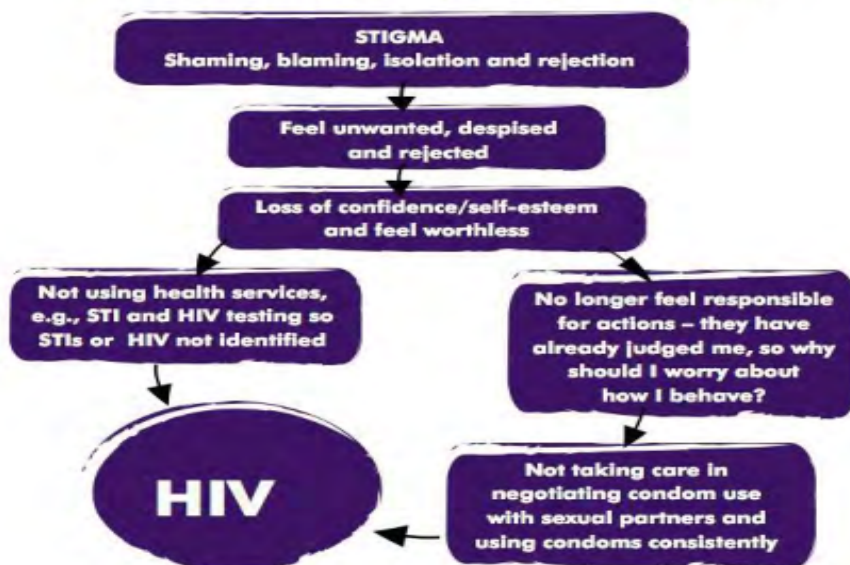 STIGMA
Shaming, blaming, isolation and rejection
Feel unwanted, despised
and rejected
Loss of confidence/self-esteem
and feel worthless
Not using health services,
e.g., STI and HIV testing so
STIs or HIV not identified
No longer feel responsible
for actions – they have
already judged me, so why
should I worry about
how I behave?
Not taking care in
negotiating condom use
with sexual partners and
using condoms consistently
HIV